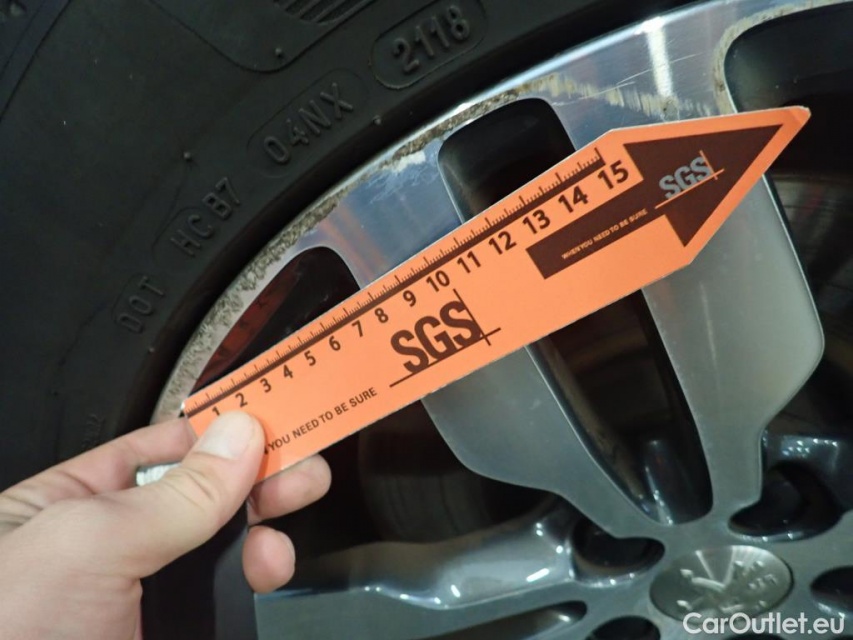 2118
04NX
HCB7
DOT
15
14
13
12
11
10
9
8
7
6
5
4
3
2
1
SGS
WHEN YOU NEED TO BE SURE
SGS
YOU NEED TO BE SURE
CarOutlet.eu